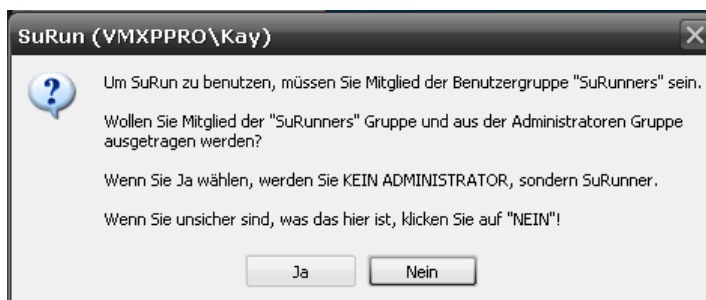 SuRun (VMXPPRO\Kay)
Um SuRun zu benutzen, müssen Sie Mitglied der Benutzergruppe "SuRunners" sein.
Wollen Sie Mitglied der "SuRunners" Gruppe und aus der Administratoren Gruppe
ausgetragen werden?
Wenn Sie Ja wählen, werden Sie KEIN ADMINISTRATOR, sondern SuRunner.
Wenn Sie unsicher sind, was das hier ist, klicken Sie auf "NEIN"!
Ja
Nein